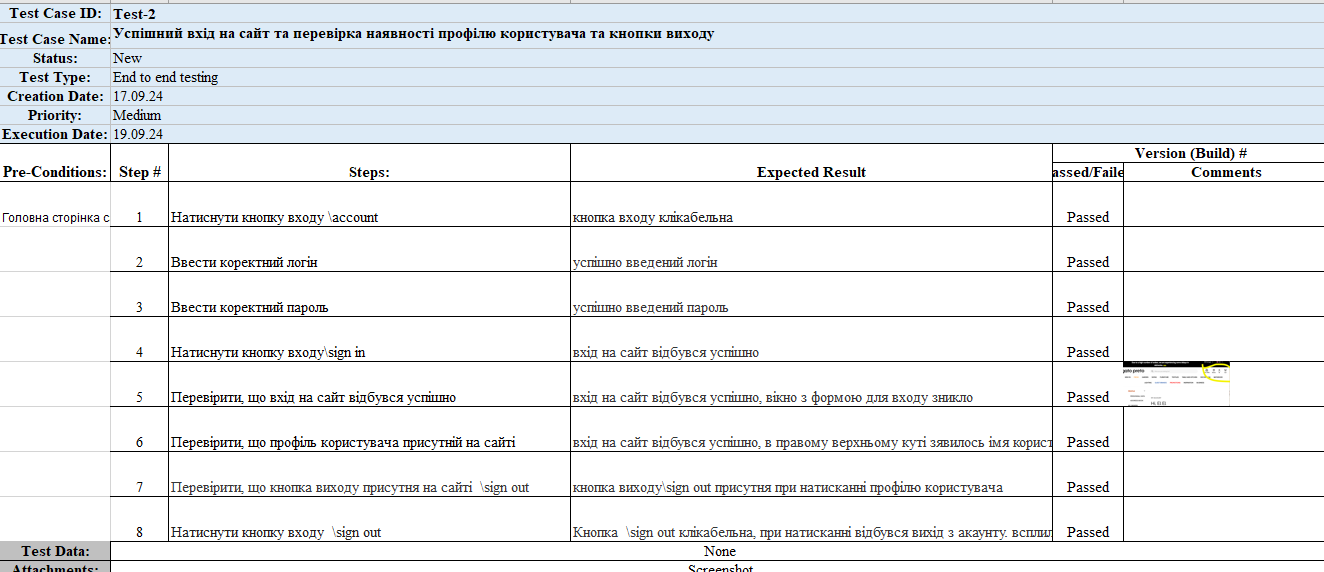 Test Case ID: Test-2
Test Case Name: Успішний вхід на сайт та перевірка наявності профілю користувача та кнопки виходу
Status: New
Test Type: End to end testing
Creation Date: 17.09.24
Priority: Medium
Execution Date: 19.09.24
Version (Build) #
Pre-Conditions: Step # Steps: Expected Result assed/Faile Comments
Головна сторінка с 1 Натиснути кнопку входу \account кнопка входу клікабельна Passed
2 Ввести коректний логін успішно введений логін Passed
3 Ввести коректний пароль успішно введений пароль Passed
4 Натиснути кнопку входу\sign in вхід на сайт відбувся успішно Passed
5 Перевірити, що вхід на сайт відбувся успішно вхід на сайт відбувся успішно, вікно з формою для входу зникло Passed
6 Перевірити, що профіль користувача присутній на сайті вхід на сайт відбувся успішно, в правому верхньому куті зявилось імя корист Passed
7 Перевірити, що кнопка виходу присутня на сайті \sign out кнопка виходу\sign out присутня при натисканні профілю користувача Passed
8 Натиснути кнопку входу \sign out Кнопка \sign out клікабельна, при натисканні відбувся вихід з акаунту. всплил Passed
Test Data: None
Attachments: Screenshot